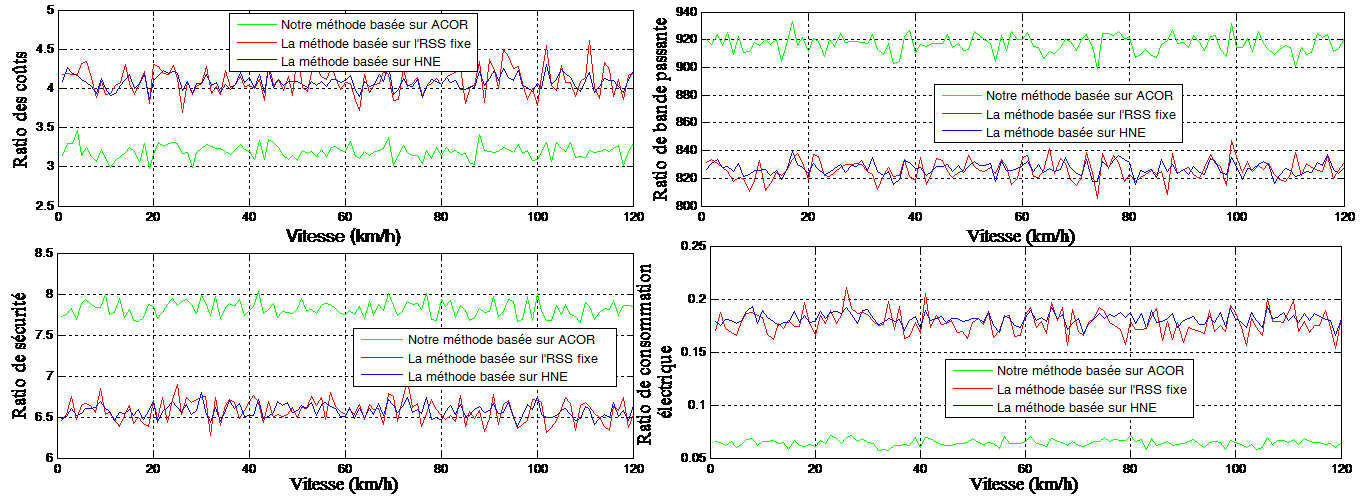 5
4.5
4
3.5
3
2.5
0
20
40
60
80
100
120
Ratio des coûts
Vitesse (km/h)
Notre méthode basée sur ACOR
La méthode basée sur l'RSS fixe
La méthode basée sur HNE
940
920
900
880
860
840
820
800
0
20
40
60
80
100
120
Ratio de bande passante
Vitesse (km/h)
Notre méthode basée sur ACOR
La méthode basée sur l'RSS fixe
La méthode basée sur HNE
8.5
8
7.5
7
6.5
6
0
20
40
60
80
100
120
Ratio de sécurité
Vitesse (km/h)
Notre méthode basée sur ACOR
La méthode basée sur l'RSS fixe
La méthode basée sur HNE
0.25
0.2
0.15
0.1
0.05
0
20
40
60
80
100
120
Ratio de consommation
électrique
Vitesse (km/h)
Notre méthode basée sur ACOR
La méthode basée sur l'RSS fixe
La méthode basée sur HNE